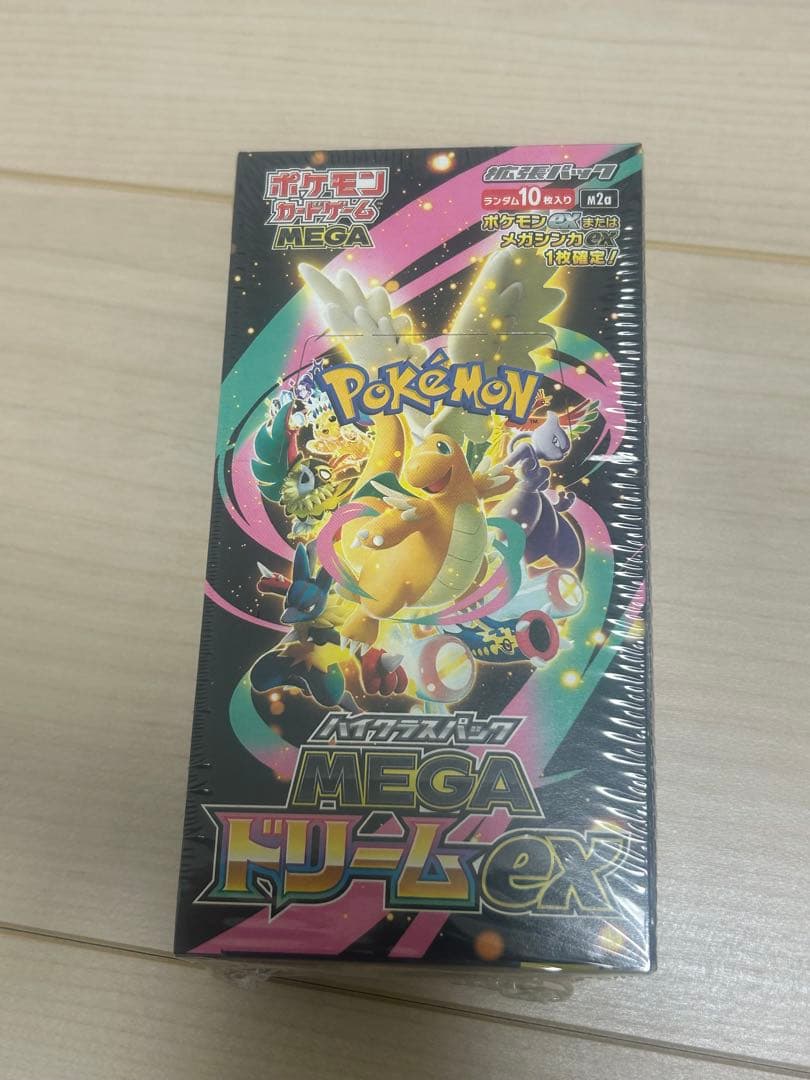 ポケモン
カードゲーム
MEGA
拡張パック
ランダム10枚入り M2a
ポケモンexまたは
メガシンカex
1枚確定!
POKéMON
TM
ハイクラスパック
MEGA
ドリームex